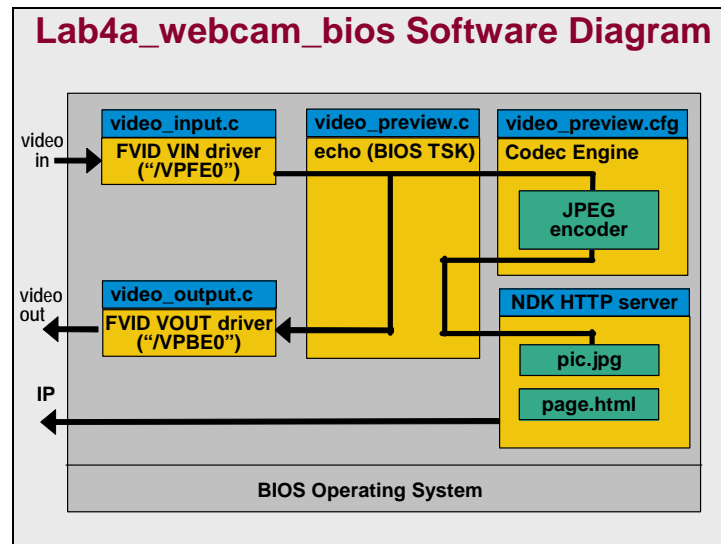 Lab4a_webcam_bios Software Diagram
video
in
video_input.c
FVID VIN driver
(“/VPFE0”)
video_preview.c
echo (BIOS TSK)
video_preview.cfg
Codec Engine
JPEG
encoder
video
out
video_output.c
FVID VOUT driver
(“/VPBE0”)
NDK HTTP server
pic.jpg
page.html
IP
BIOS Operating System